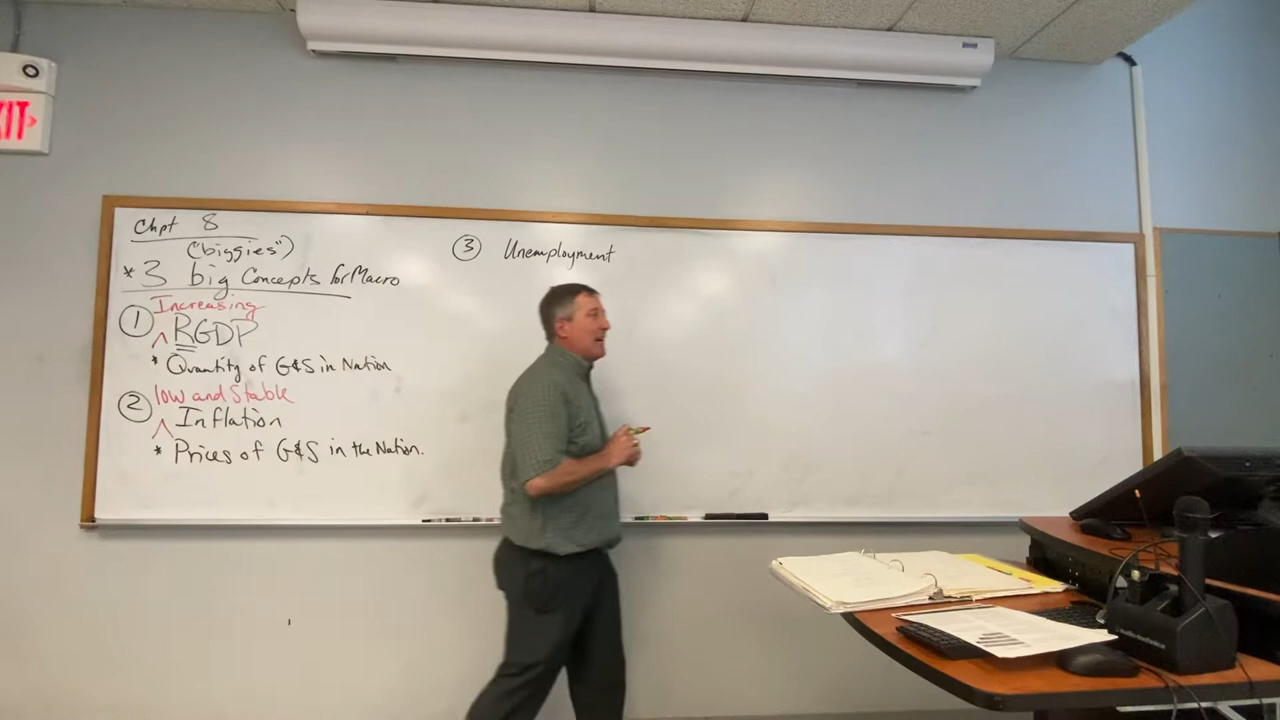 Chpt 8
("biggies")
* 3 big Concepts for Macro
Increasing
① ^ RGDP
* Quantity of G&S in Nation
low and Stable
② ^ Inflation
* Prices of G&S in the Nation.
③ Unemployment
XIT